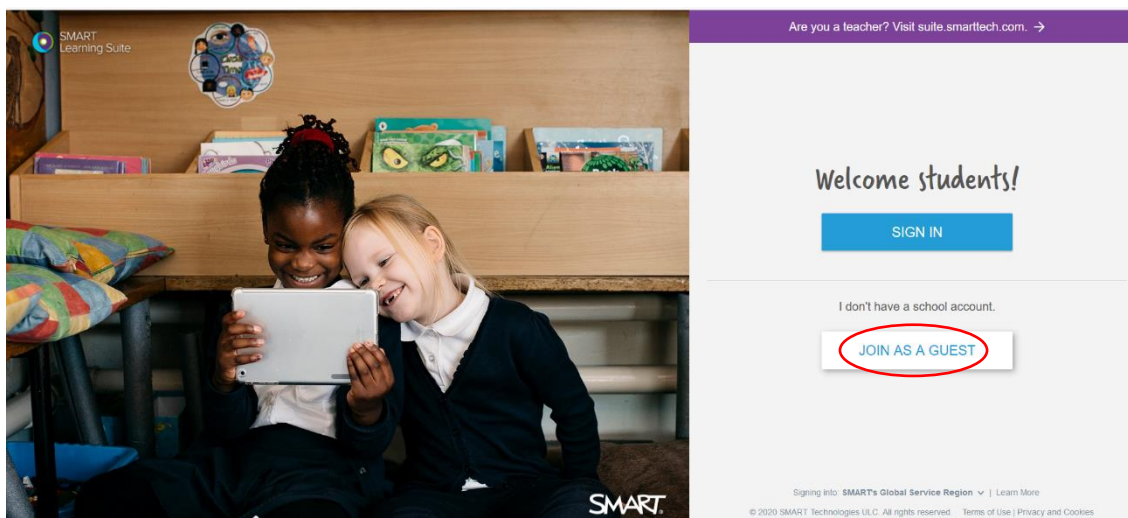 SMART
Learning Suite
Are you a teacher? Visit suite.smarttech.com. →
Welcome students!
SIGN IN
I don't have a school account.
JOIN AS A GUEST
SMART.
Signing into: SMART's Global Service Region ∨ | Learn More
© 2020 SMART Technologies ULC. All rights reserved. Terms of Use | Privacy and Cookies